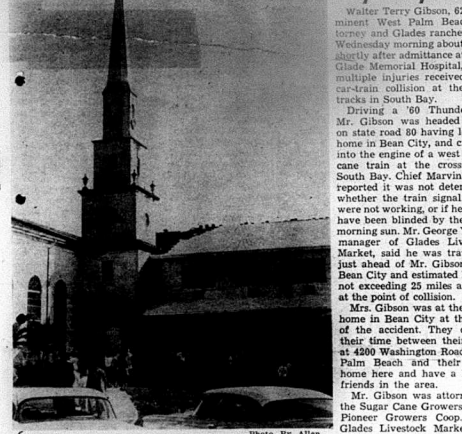 Walter Terry Gibson, 62
minent West Palm Beac
torney and Glades ranche
Wednesday morning about
shortly after admittance a
Glade Memorial Hospital,
multiple injuries received
car-train collision at the
tracks in South Bay.
Driving a '60 Thunde
Mr. Gibson was headed
on state road 80 having l
home in Bean City, and c
into the engine of a west
cane train at the cross
South Bay. Chief Marvin
reported it was not deter
whether the train signal
were not working, or if he
have been blinded by the
morning sun. Mr. George
manager of Glades Liv
Market, said he was tra
just ahead of Mr. Gibson
Bean City and estimated
not exceeding 25 miles a
at the point of collision.
Mrs. Gibson was at the
home in Bean City at th
of the accident. They
their time between thei
at 4200 Washington Road
Palm Beach and their
home here and have a
friends in the area.
Mr. Gibson was attorn
the Sugar Cane Growers
Pioneer Growers Coop.
Glades Livestock Marke
Photo By Allen